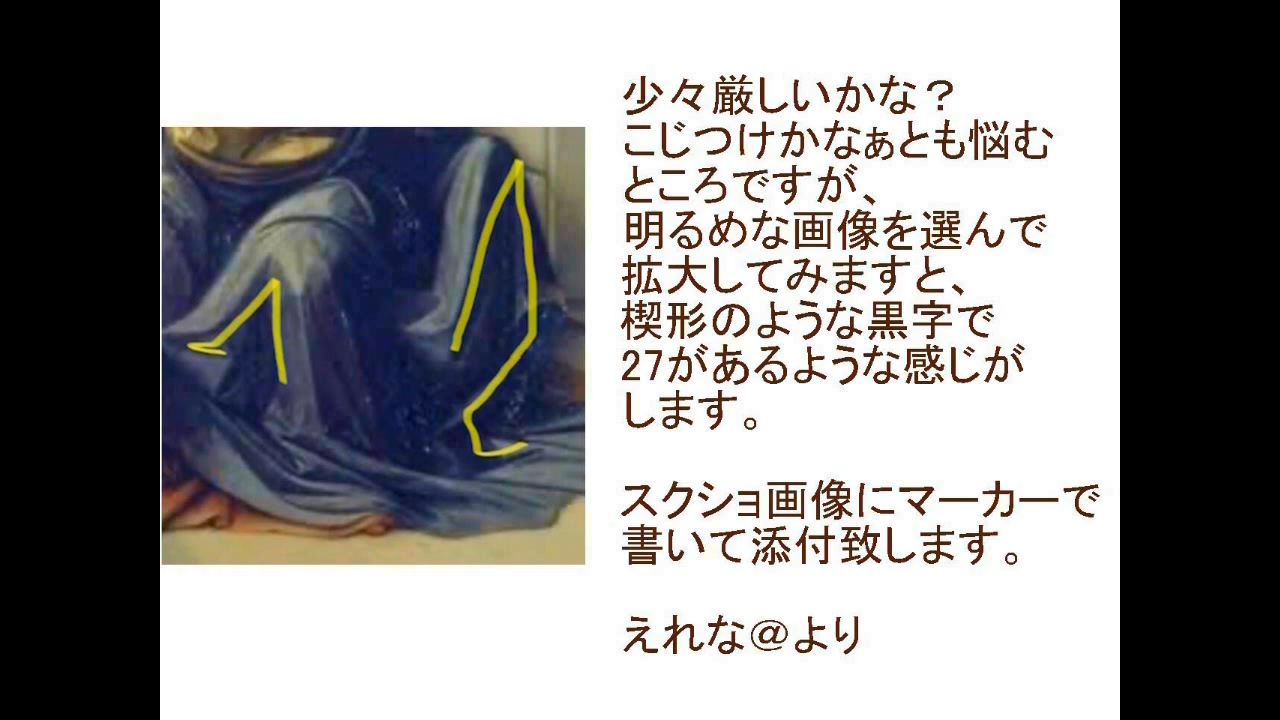 少々厳しいかな？
こじつけかなぁとも悩む
ところですが、
明るめな画像を選んで
拡大してみますと、
楔形のような黒字で
27があるような感じが
します。
スクショ画像にマーカーで
書いて添付致します。
えれな＠より